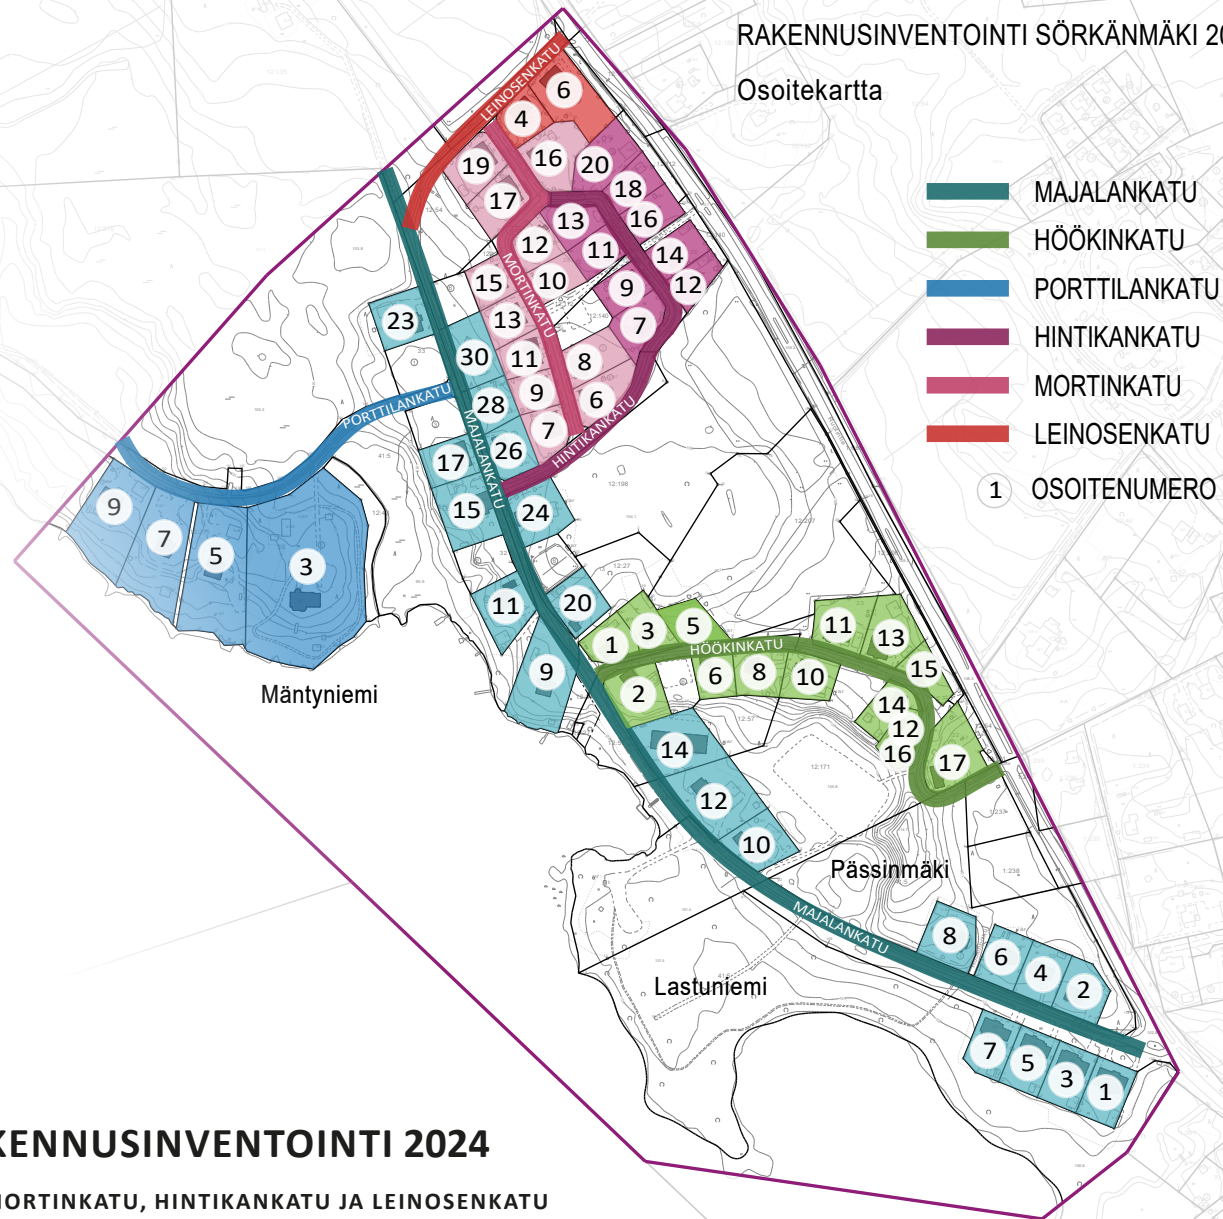 RAKENNUSINVENTOINTI SÖRKÄNMÄKI 20
Osoitekartta
MAJALANKATU
HÖÖKINKATU
PORTTILANKATU
HINTIKANKATU
MORTINKATU
LEINOSENKATU
1 OSOITENUMERO
LEINOSENKATU
6
4
16
19
20
18
17
16
13
12
11
14
MORTINKATU
15
10
9
12
13
7
23
30
11
8
9
6
PORTTILANKATU
28
7
HINTIKANKATU
MAJALANKATU
26
17
15
24
9
7
5
3
11
20
1
3
5
HÖÖKINKATU
11
13
15
9
6
8
10
2
14
12
16
17
Mäntyniemi
14
12
10
Pässinmäki
MAJALANKATU
8
6
4
2
Lastuniemi
7
5
3
1
KENNUSINVENTOINTI 2024
MORTINKATU, HINTIKANKATU JA LEINOSENKATU